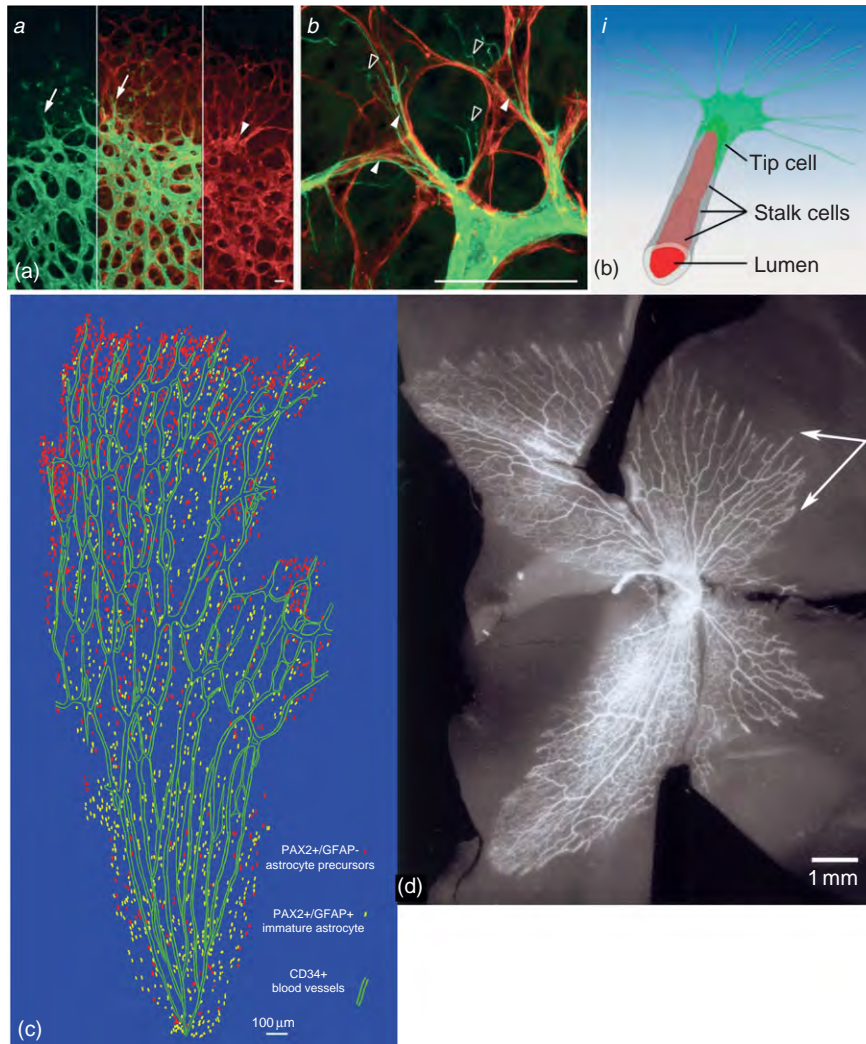 a
b
i
Tip cell
Stalk cells
Lumen
(a)
(b)
PAX2+/GFAP-
astrocyte precursors
PAX2+/GFAP+
immature astrocyte
CD34+
blood vessels
100 μm
(c)
1 mm
(d)